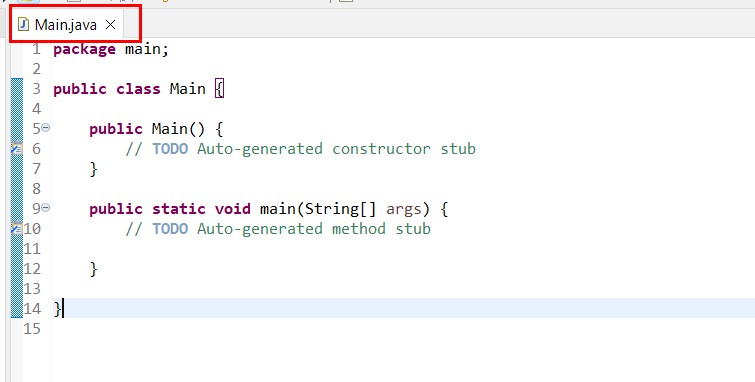 Main.java
1 package main;
2
3 public class Main {
4
5     public Main() {
6         // TODO Auto-generated constructor stub
7     }
8
9     public static void main(String[] args) {
10         // TODO Auto-generated method stub
11
12     }
13
14 }
15